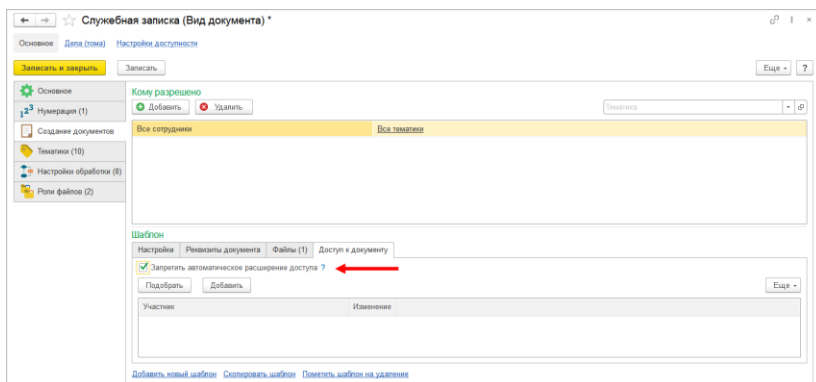 Служебная записка (Вид документа) *
Основное Дела (тома) Настройки доступности
Записать и закрыть Записать Еще ?
Основное
Нумерация (1)
Создание документов
Тематики (10)
Настройки обработки (8)
Роли файлов (2)
Кому разрешено
Добавить Удалить Тематика
Все сотрудники Все тематики
Шаблон
Настройки Реквизиты документа Файлы (1) Доступ к документу
Запретить автоматическое расширение доступа ?
Подобрать Добавить Еще
Участник Изменение
Добавить новый шаблон Скопировать шаблон Пометить шаблон на удаление